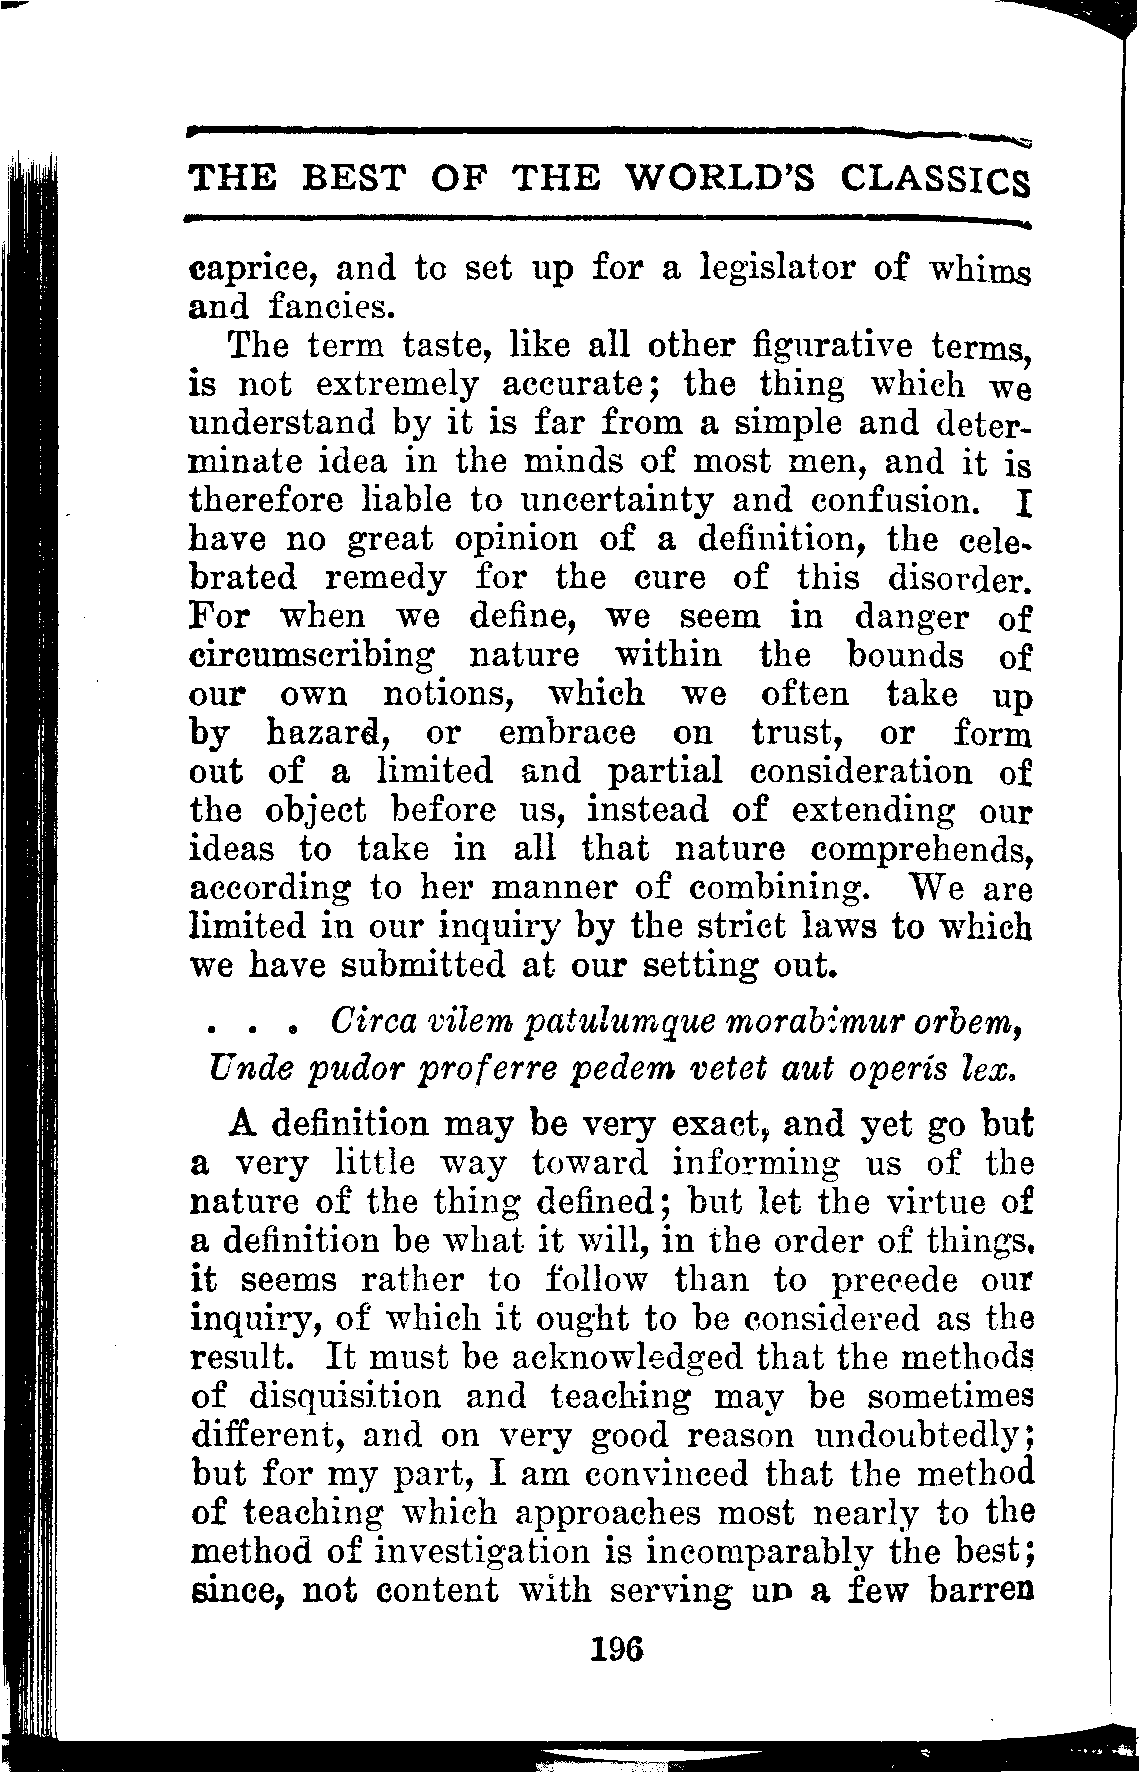 THE BEST OF THE WORLD'S CLASSICS
caprice, and to set up for a legislator of whims
and fancies.
The term taste, like all other figurative terms,
is not extremely accurate; the thing which we
understand by it is far from a simple and deter-
minate idea in the minds of most men, and it is
therefore liable to uncertainty and confusion. I
have no great opinion of a definition, the cele-
brated remedy for the cure of this disorder.
For when we define, we seem in danger of
circumscribing nature within the bounds of
our own notions, which we often take up
by hazard, or embrace on trust, or form
out of a limited and partial consideration of
the object before us, instead of extending our
ideas to take in all that nature comprehends,
according to her manner of combining. We are
limited in our inquiry by the strict laws to which
we have submitted at our setting out.
. . . Circa vilem patulumque morabimur orbem,
Unde pudor proferre pedem vetet aut operis lex.
A definition may be very exact, and yet go but
a very little way toward informing us of the
nature of the thing defined; but let the virtue of
a definition be what it will, in the order of things,
it seems rather to follow than to precede our
inquiry, of which it ought to be considered as the
result. It must be acknowledged that the methods
of disquisition and teaching may be sometimes
different, and on very good reason undoubtedly;
but for my part, I am convinced that the method
of teaching which approaches most nearly to the
method of investigation is incomparably the best;
since, not content with serving up a few barren
196